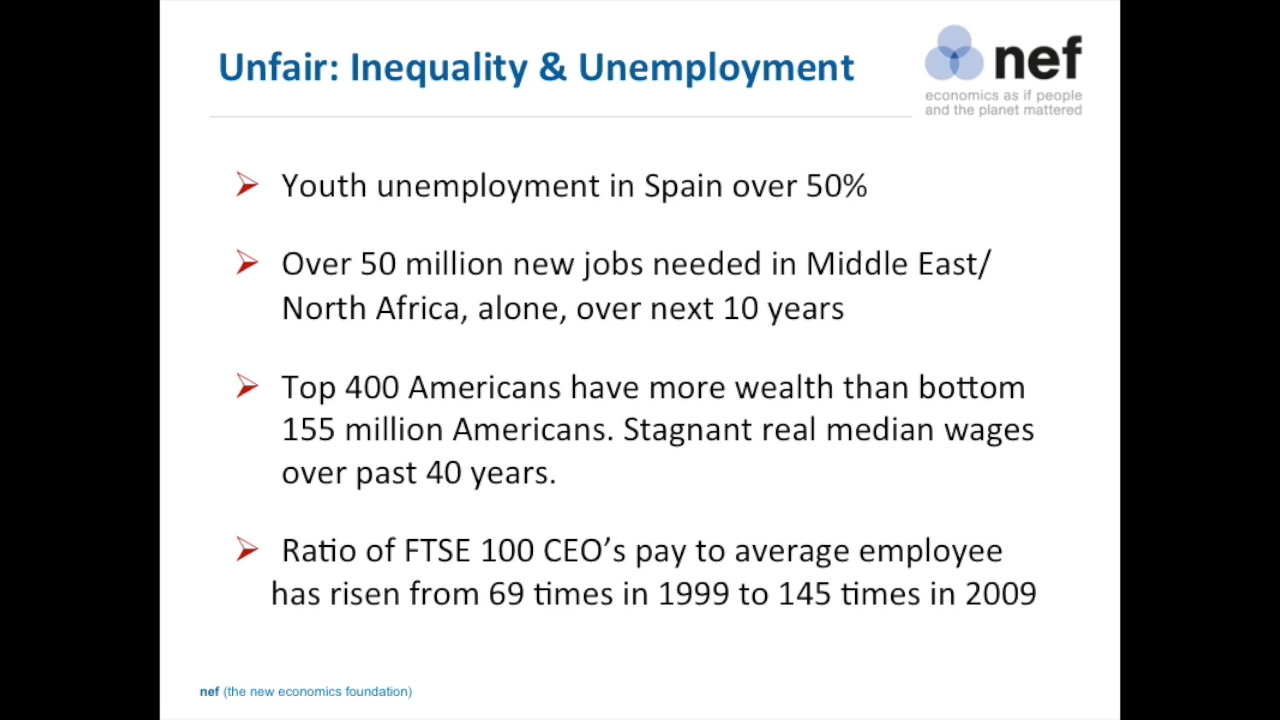 Unfair: Inequality & Unemployment
nef
economics as if people
and the planet mattered
Youth unemployment in Spain over 50%
Over 50 million new jobs needed in Middle East/
North Africa, alone, over next 10 years
Top 400 Americans have more wealth than bottom
155 million Americans. Stagnant real median wages
over past 40 years.
Ratio of FTSE 100 CEO’s pay to average employee
has risen from 69 times in 1999 to 145 times in 2009
nef (the new economics foundation)